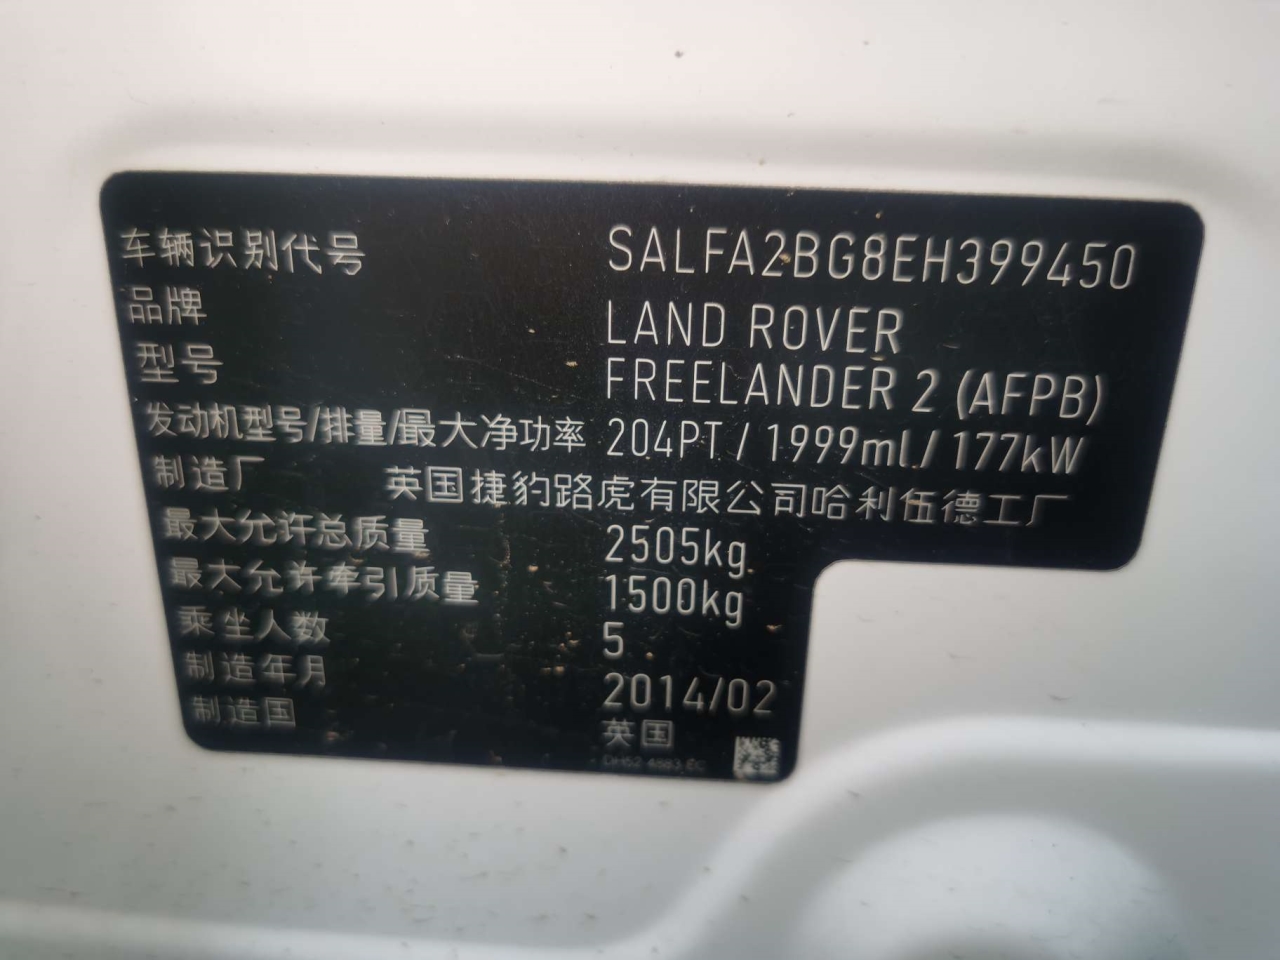 车辆识别代号 SALFA2BG8EH399450
品牌 LAND ROVER
型号 FREELANDER 2 (AFPB)
发动机型号/排量/最大净功率 204PT / 1999ml / 177kW
制造厂 英国捷豹路虎有限公司哈利伍德工厂
最大允许总质量 2505kg
最大允许牵引质量 1500kg
乘坐人数 5
制造年月 2014/02
制造国 英国